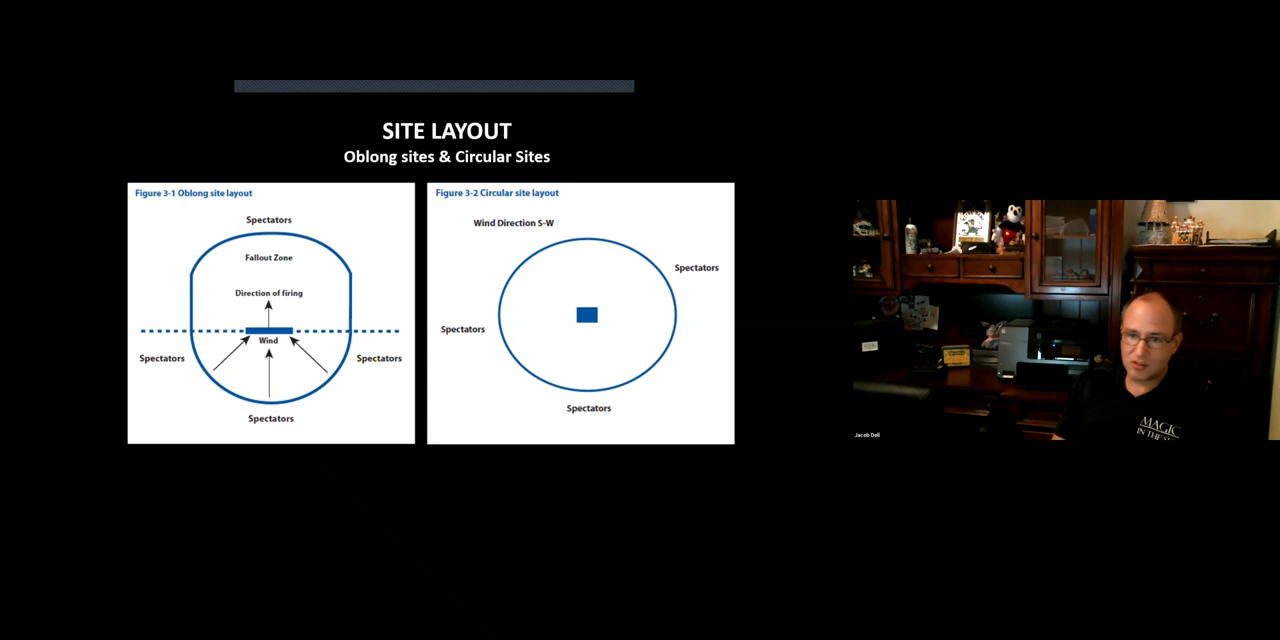 SITE LAYOUT
Oblong sites & Circular Sites
Figure 3-1 Oblong site layout
Spectators
Fallout Zone
Direction of firing
Wind
Spectators
Spectators
Spectators
Figure 3-2 Circular site layout
Wind Direction S-W
Spectators
Spectators
Spectators
Jacob Dell
MAGIC
IN THE